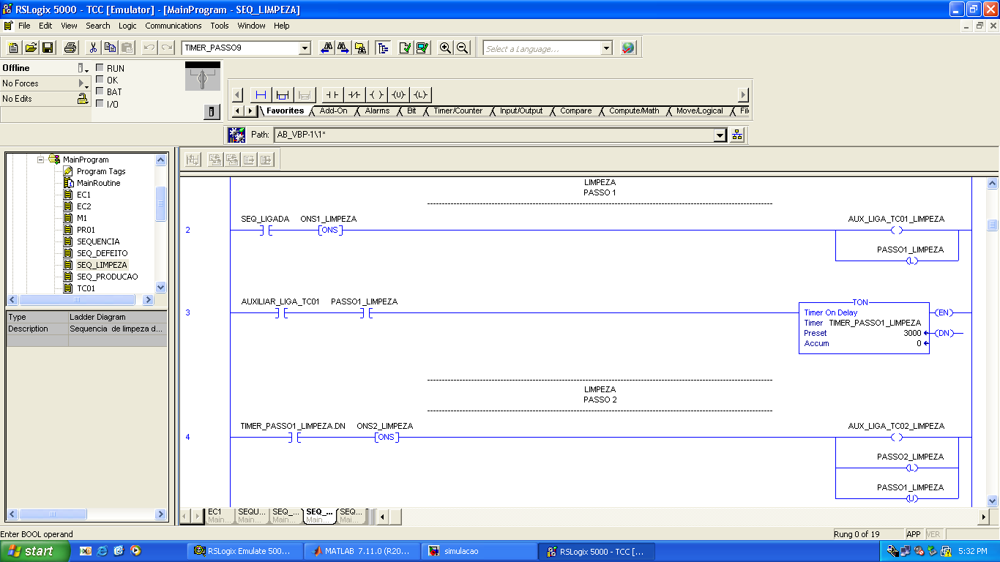 RSLogix 5000 - TCC [Emulator] - [MainProgram - SEQ_LIMPEZA]
File Edit View Search Logic Communications Tools Window Help
TIMER_PASSO9
Select a Language...
Offline
RUN
No Forces
OK
No Edits
BAT
I/O
Favorites Add-On Alarms Bit Timer/Counter Input/Output Compare Compute/Math Move/Logical
Path: AB_VBP-1\1*
MainProgram
Program Tags
MainRoutine
EC1
EC2
M1
PR01
SEQUENCIA
SEQ_DEFEITO
SEQ_LIMPEZA
SEQ_PRODUCAO
TC01
Type Ladder Diagram
Description Sequencia de limpeza d...
LIMPEZA
PASSO 1
SEQ_LIGADA ONS1_LIMPEZA AUX_LIGA_TC01_LIMPEZA
2 ONS
PASSO1_LIMPEZA
L
AUXILIAR_LIGA_TC01 PASSO1_LIMPEZA TON
3 Timer On Delay EN
Timer TIMER_PASSO1_LIMPEZA
Preset 3000 DN
Accum 0
LIMPEZA
PASSO 2
TIMER_PASSO1_LIMPEZA.DN ONS2_LIMPEZA AUX_LIGA_TC02_LIMPEZA
4 ONS
PASSO2_LIMPEZA
L
PASSO1_LIMPEZA
U
EC1 SEQU... SEQ_... SEQ_... SEQ...
Main... Main... Main... Main... Mai...
Enter BOOL operand
Rung 0 of 19 APP VER
start RSLogix Emulate 500... MATLAB 7.11.0 (R20... simulacao RSLogix 5000 - TCC [... 5:32 PM